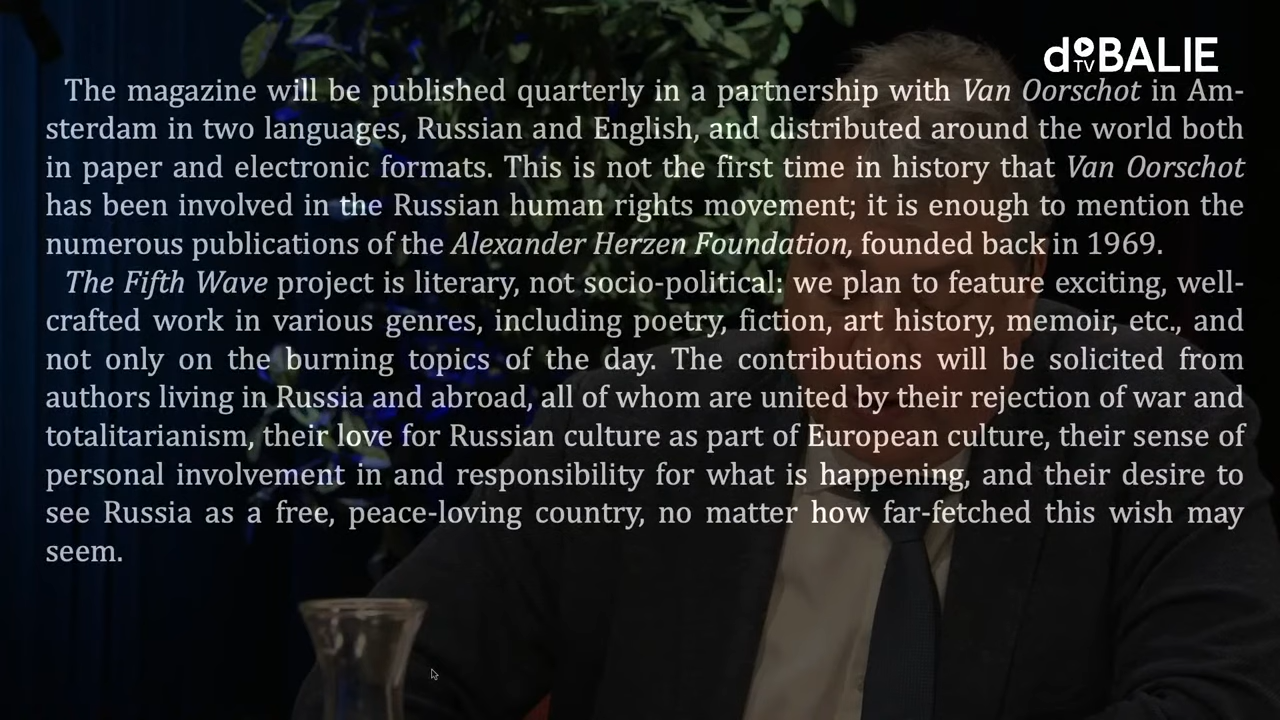 de BALIE
TV
The magazine will be published quarterly in a partnership with Van Oorschot in Am-
sterdam in two languages, Russian and English, and distributed around the world both
in paper and electronic formats. This is not the first time in history that Van Oorschot
has been involved in the Russian human rights movement; it is enough to mention the
numerous publications of the Alexander Herzen Foundation, founded back in 1969.
The Fifth Wave project is literary, not socio-political: we plan to feature exciting, well-
crafted work in various genres, including poetry, fiction, art history, memoir, etc., and
not only on the burning topics of the day. The contributions will be solicited from
authors living in Russia and abroad, all of whom are united by their rejection of war and
totalitarianism, their love for Russian culture as part of European culture, their sense of
personal involvement in and responsibility for what is happening, and their desire to
see Russia as a free, peace-loving country, no matter how far-fetched this wish may
seem.